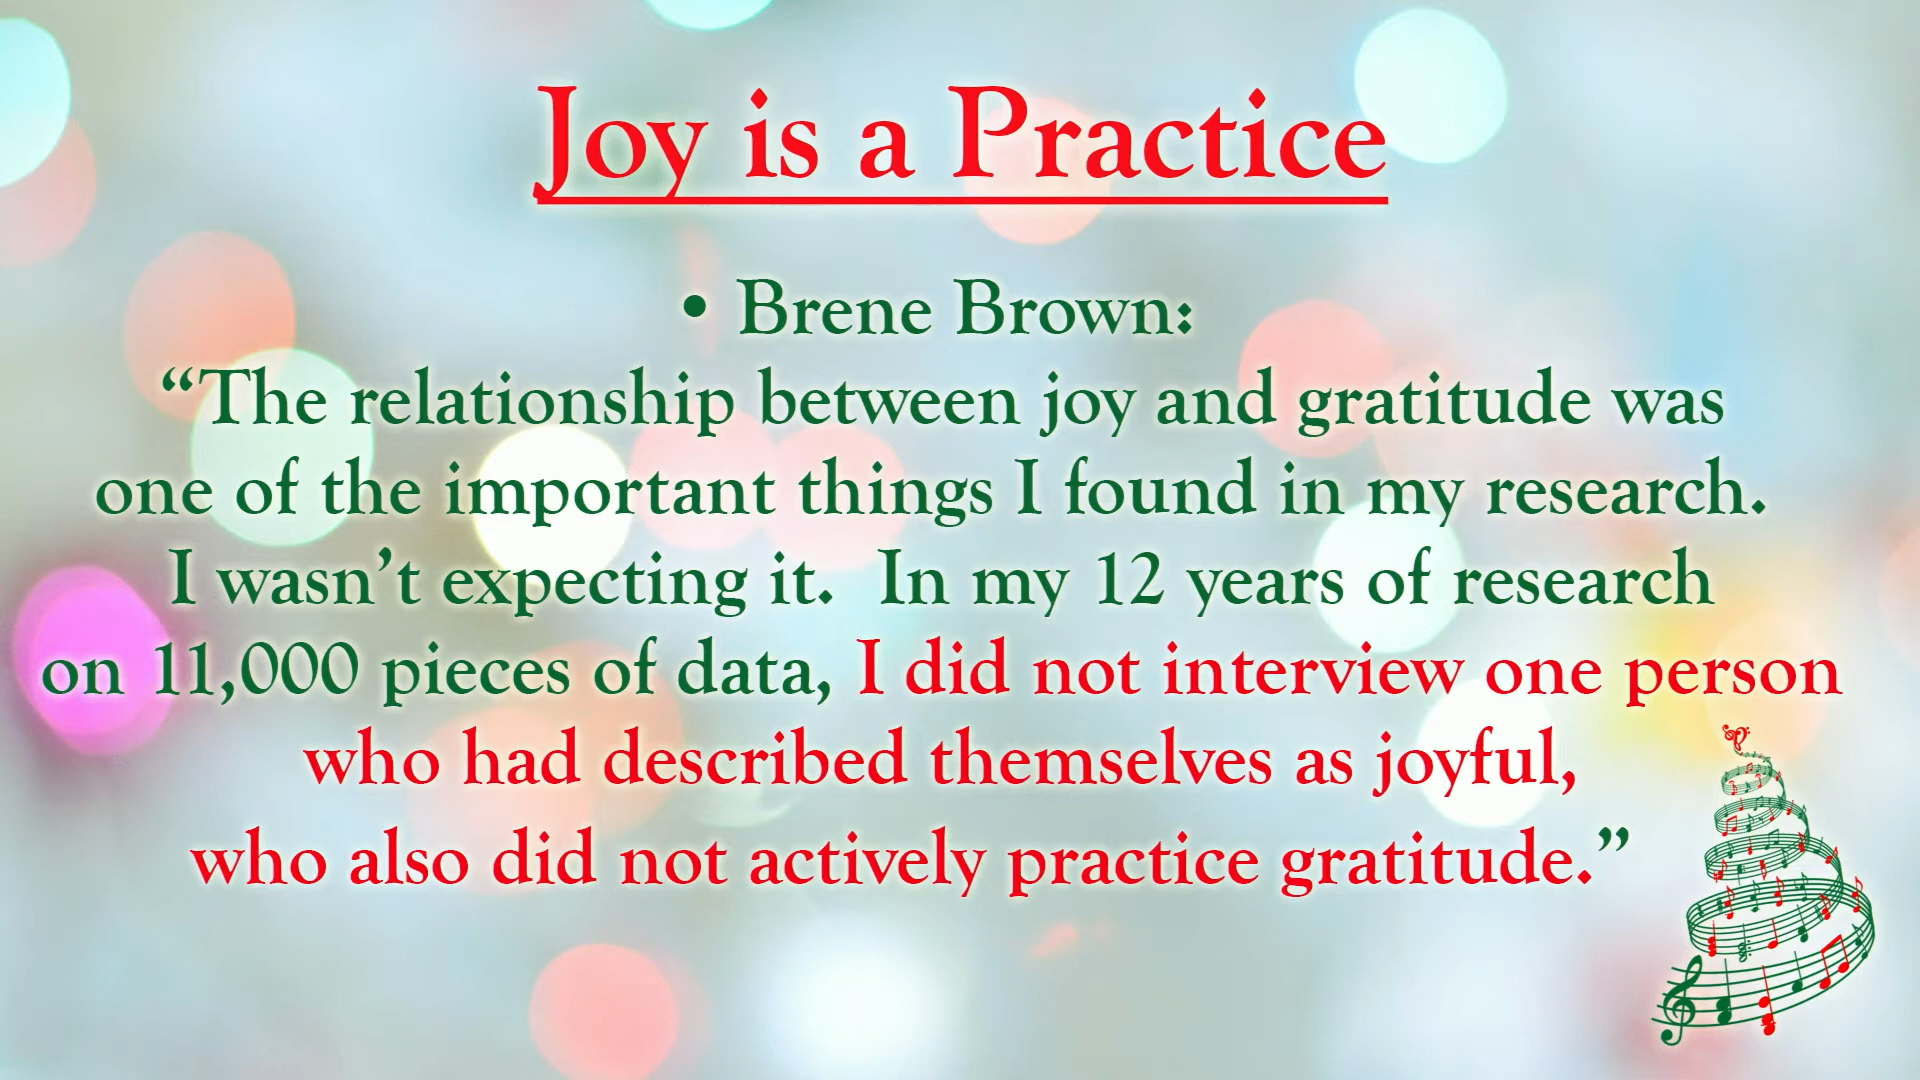 Joy is a Practice
• Brene Brown:
“The relationship between joy and gratitude was
one of the important things I found in my research.
I wasn’t expecting it.  In my 12 years of research
on 11,000 pieces of data, I did not interview one person
who had described themselves as joyful,
who also did not actively practice gratitude.”